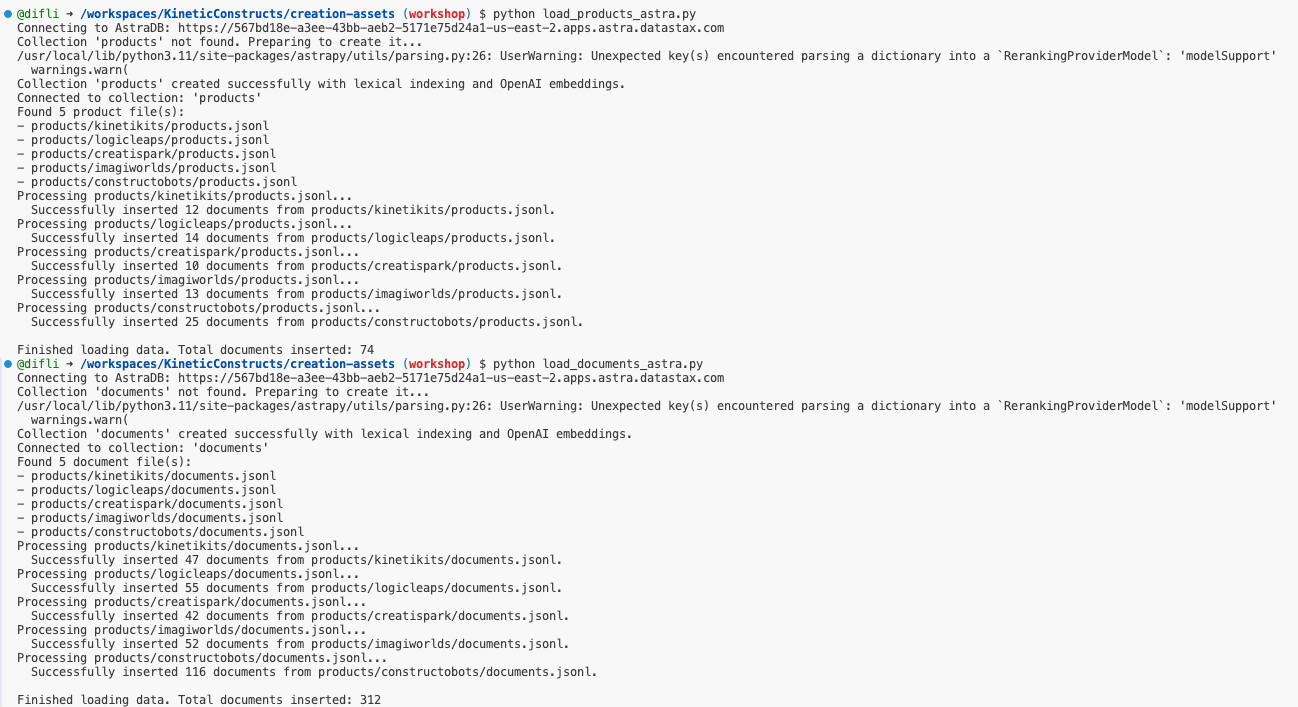 @difli → /workspaces/KineticConstructs/creation-assets (workshop) $ python load_products_astra.py
Connecting to AstraDB: https://567bd18e-a3ee-43bb-aeb2-5171e75d24a1-us-east-2.apps.astra.datastax.com
Collection 'products' not found. Preparing to create it...
/usr/local/lib/python3.11/site-packages/astrapy/utils/parsing.py:26: UserWarning: Unexpected key(s) encountered parsing a dictionary into a `RerankingProviderModel`: 'modelSupport'
  warnings.warn(
Collection 'products' created successfully with lexical indexing and OpenAI embeddings.
Connected to collection: 'products'
Found 5 product file(s):
- products/kinetikits/products.jsonl
- products/logicleaps/products.jsonl
- products/creatispark/products.jsonl
- products/imagiworlds/products.jsonl
- products/constructobots/products.jsonl
Processing products/kinetikits/products.jsonl...
  Successfully inserted 12 documents from products/kinetikits/products.jsonl.
Processing products/logicleaps/products.jsonl...
  Successfully inserted 14 documents from products/logicleaps/products.jsonl.
Processing products/creatispark/products.jsonl...
  Successfully inserted 10 documents from products/creatispark/products.jsonl.
Processing products/imagiworlds/products.jsonl...
  Successfully inserted 13 documents from products/imagiworlds/products.jsonl.
Processing products/constructobots/products.jsonl...
  Successfully inserted 25 documents from products/constructobots/products.jsonl.

Finished loading data. Total documents inserted: 74
@difli → /workspaces/KineticConstructs/creation-assets (workshop) $ python load_documents_astra.py
Connecting to AstraDB: https://567bd18e-a3ee-43bb-aeb2-5171e75d24a1-us-east-2.apps.astra.datastax.com
Collection 'documents' not found. Preparing to create it...
/usr/local/lib/python3.11/site-packages/astrapy/utils/parsing.py:26: UserWarning: Unexpected key(s) encountered parsing a dictionary into a `RerankingProviderModel`: 'modelSupport'
  warnings.warn(
Collection 'documents' created successfully with lexical indexing and OpenAI embeddings.
Connected to collection: 'documents'
Found 5 document file(s):
- products/kinetikits/documents.jsonl
- products/logicleaps/documents.jsonl
- products/creatispark/documents.jsonl
- products/imagiworlds/documents.jsonl
- products/constructobots/documents.jsonl
Processing products/kinetikits/documents.jsonl...
  Successfully inserted 47 documents from products/kinetikits/documents.jsonl.
Processing products/logicleaps/documents.jsonl...
  Successfully inserted 55 documents from products/logicleaps/documents.jsonl.
Processing products/creatispark/documents.jsonl...
  Successfully inserted 42 documents from products/creatispark/documents.jsonl.
Processing products/imagiworlds/documents.jsonl...
  Successfully inserted 52 documents from products/imagiworlds/documents.jsonl.
Processing products/constructobots/documents.jsonl...
  Successfully inserted 116 documents from products/constructobots/documents.jsonl.

Finished loading data. Total documents inserted: 312